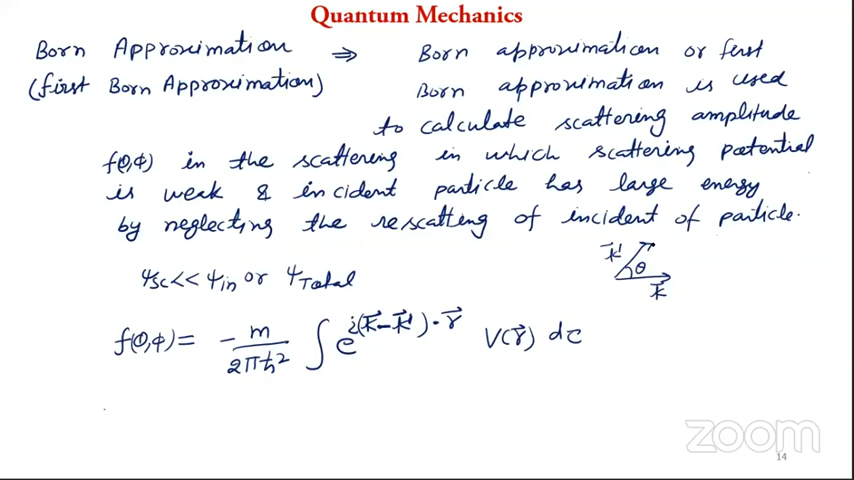 Quantum Mechanics
Born Approximation ⇒ Born approximation or first
(first Born Approximation) Born approximation is used
to calculate scattering amplitude
f(θ,ϕ) in the scattering in which scattering potential
is weak & incident particle has large energy
by neglecting the rescatting of incident of particle.
k⃗' θ k⃗
ψsc << ψin or ψTotal
f(θ,ϕ) = -m/2πħ² ∫ e^{i(k⃗-k⃗')·r⃗} V(r⃗) dτ
zoom
14